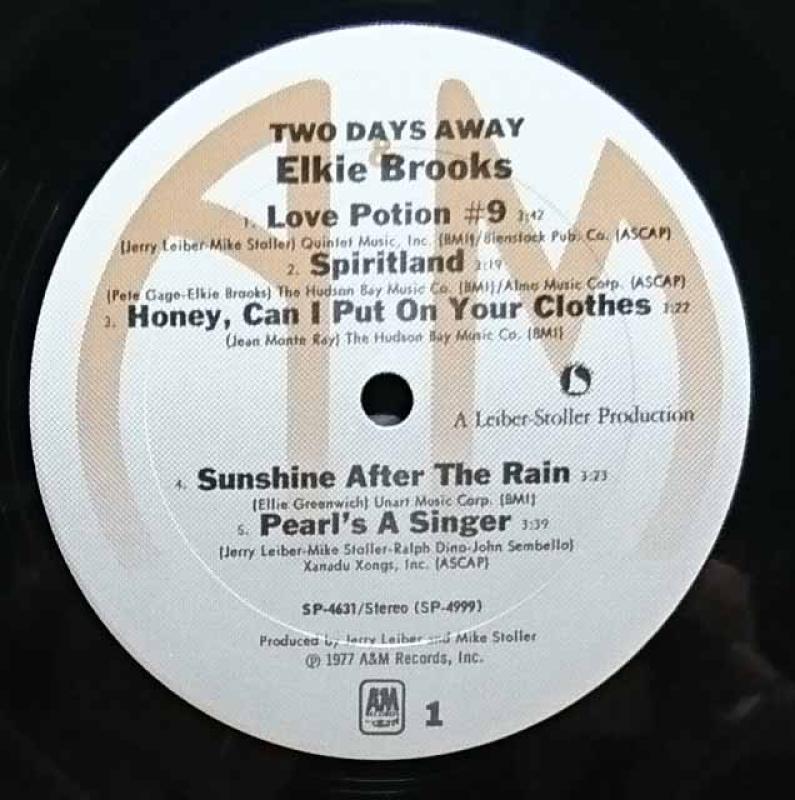 TWO DAYS AWAY
Elkie Brooks
1. Love Potion #9 3:42
(Jerry Leiber-Mike Stoller) Quintet Music, Inc. (BMI)/Bienstock Pub. Co. (ASCAP)
2. Spiritland 3:19
(Pete Gage-Elkie Brooks) The Hudson Bay Music Co. (BMI)/Almo Music Corp. (ASCAP)
3. Honey, Can I Put On Your Clothes
(Jean Monte Ray) The Hudson Bay Music Co. (BMI)
A Leiber-Stoller Production
4. Sunshine After The Rain 3:23
(Ellie Greenwich) Unart Music Corp. (BMI)
5. Pearl's A Singer 3:39
(Jerry Leiber-Mike Stoller-Ralph Dino-John Sembello)
Xanadu Xongs, Inc. (ASCAP)
SP-4631/Stereo (SP-4999)
Produced by Jerry Leiber and Mike Stoller
℗ 1977 A&M Records, Inc.
A&M
RECORDS
1